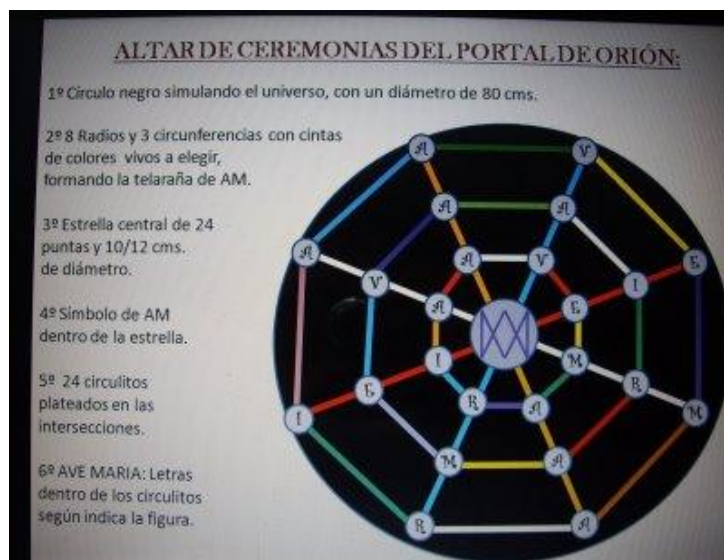 ALTAR DE CEREMONIAS DEL PORTAL DE ORIÓN:
1º Círculo negro simulando el universo, con un diámetro de 80 cms.
2º 8 Radios y 3 circunferencias con cintas
de colores vivos a elegir,
formando la telaraña de AM.
3º Estrella central de 24
puntas y 10/12 cms.
de diámetro.
4º Símbolo de AM
dentro de la estrella.
5º 24 circulitos
plateados en las
intersecciones.
6º AVE MARIA: Letras
dentro de los circulitos
según indica la figura.
A V
A A
A A V E
V I
A E
I M
E R
I R A M
M A
R A